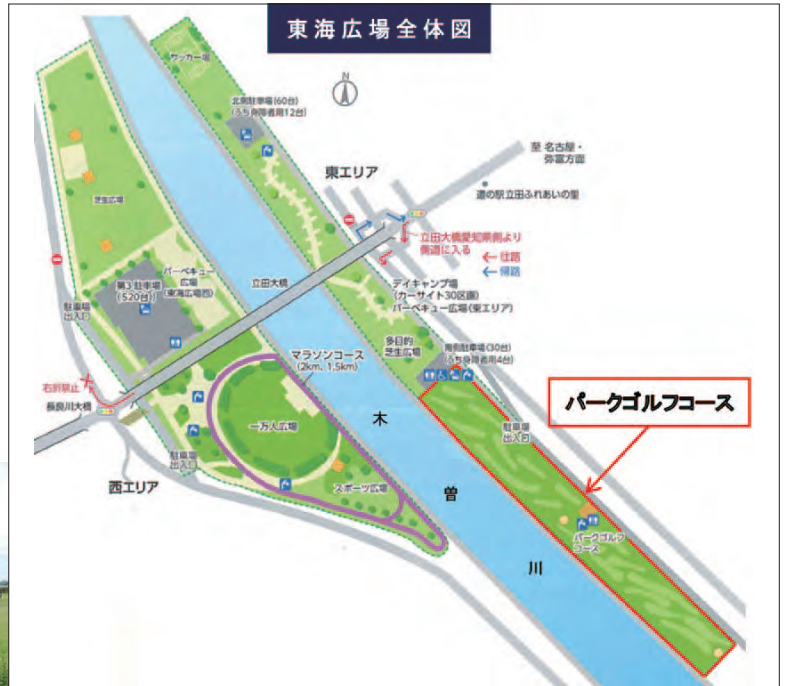 東海広場全体図
サッカー場
N
北側駐車場(60台)
(うち身障者用12台)
至 名古屋・
弥富方面
東エリア
道の駅立田ふれあいの里
芝生広場
立田大橋愛知県側より
側道に入る
往路
帰路
バーベキュー
広場
(東海広場西)
立田大橋
第3駐車場
(520台)
デイキャンプ場
(カーサイト30区画)
バーベキュー広場(東エリア)
駐車場
出入口
多目的
芝生広場
南側駐車場(30台)
(うち身障者用4台)
マラソンコース
(2km, 1.5km)
右折禁止
長良川大橋
パークゴルフコース
木
駐車場
出入口
一万人広場
駐車場
出入口
西エリア
スポーツ広場
曽
パークゴルフ
コース
川